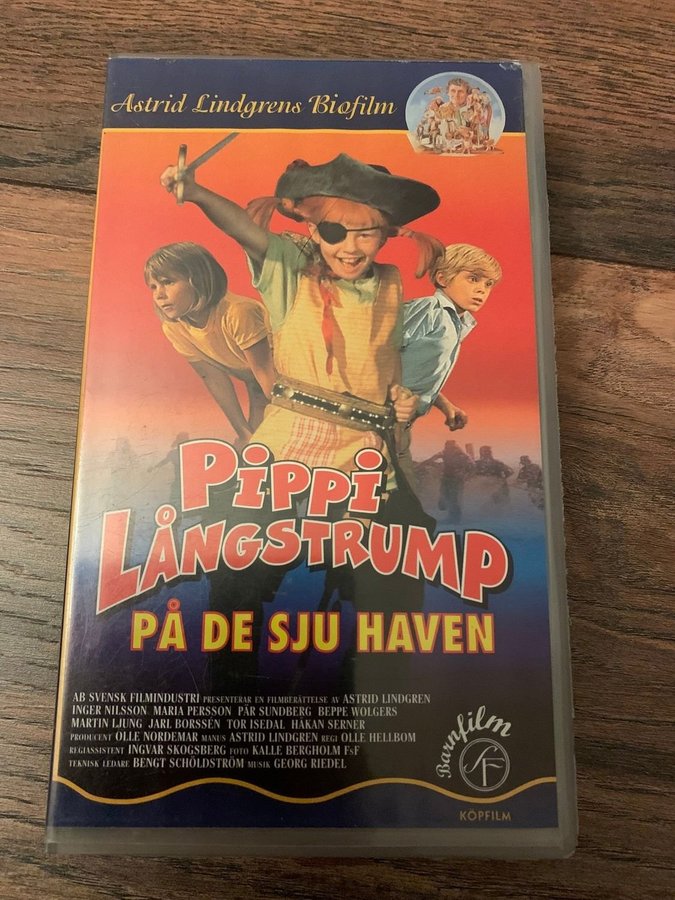 Astrid Lindgrens Biofilm
PIPPI
LÅNGSTRUMP
PÅ DE SJU HAVEN
AB SVENSK FILMINDUSTRI PRESENTERAR EN FILMBERÄTTELSE AV ASTRID LINDGREN
INGER NILSSON MARIA PERSSON PÄR SUNDBERG BEPPE WOLGERS
MARTIN LJUNG JARL BORSSÉN TOR ISEDAL HÅKAN SERNER
PRODUCENT OLLE NORDEMAR MANUS ASTRID LINDGREN REGI OLLE HELLBOM
REGIASSISTENT INGVAR SKOGSBERG FOTO KALLE BERGHOLM FSF
TEKNISK LEDARE BENGT SCHÖLDSTRÖM MUSIK GEORG RIEDEL
Barnfilm
SF
KÖPFILM